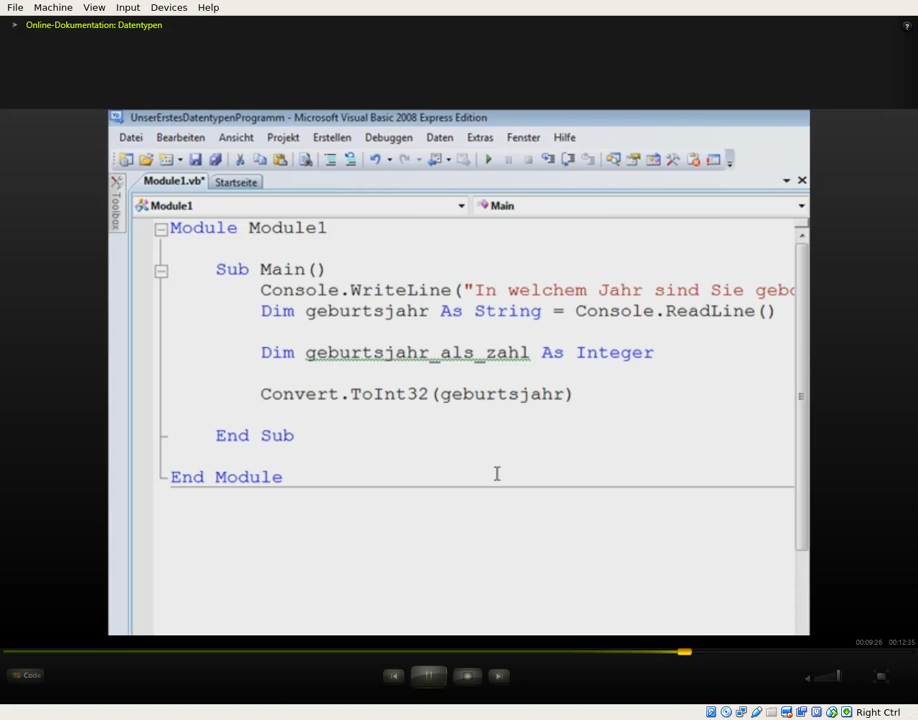 File Machine View Input Devices Help
Online-Dokumentation: Datentypen
?
UnserErstesDatentypenProgramm - Microsoft Visual Basic 2008 Express Edition
Datei Bearbeiten Ansicht Projekt Erstellen Debuggen Daten Extras Fenster Hilfe
Module1.vb* Startseite
Toolbox
Module1 Main
Module Module1
Sub Main()
Console.WriteLine("In welchem Jahr sind Sie gebo
Dim geburtsjahr As String = Console.ReadLine()
Dim geburtsjahr_als_zahl As Integer
Convert.ToInt32(geburtsjahr)
End Sub
End Module
00:09:26 00:12:35
Code
Right Ctrl